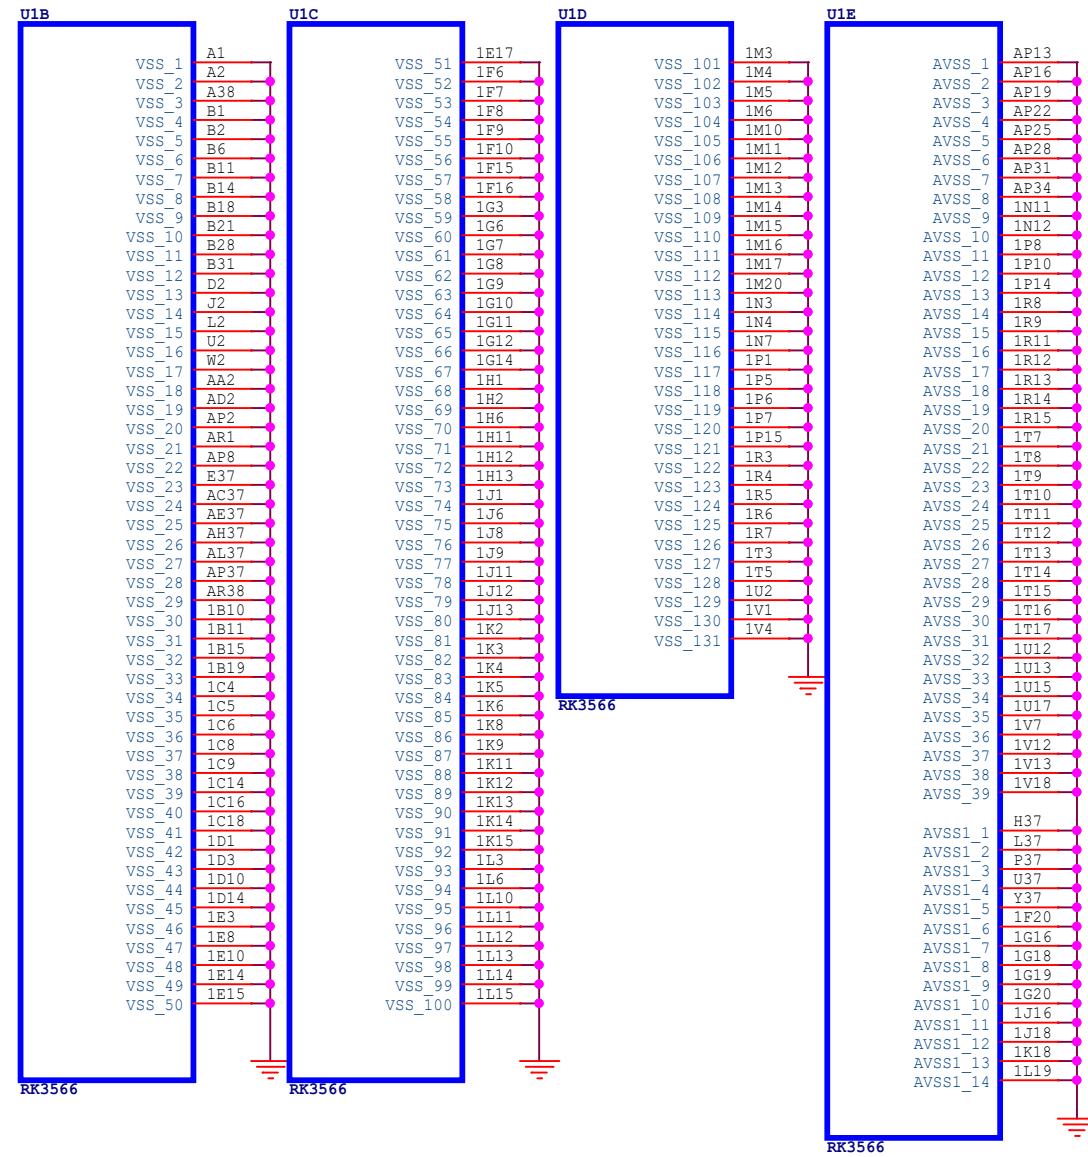 U1B
VSS_1 A1
VSS_2 A2
VSS_3 A38
VSS_4 B1
VSS_5 B2
VSS_6 B6
VSS_7 B11
VSS_8 B14
VSS_9 B18
VSS_10 B21
VSS_11 B28
VSS_12 B31
VSS_13 D2
VSS_14 J2
VSS_15 L2
VSS_16 U2
VSS_17 W2
VSS_18 AA2
VSS_19 AD2
VSS_20 AP2
VSS_21 AR1
VSS_22 AP8
VSS_23 E37
VSS_24 AC37
VSS_25 AE37
VSS_26 AH37
VSS_27 AL37
VSS_28 AP37
VSS_29 AR38
VSS_30 1B10
VSS_31 1B11
VSS_32 1B15
VSS_33 1B19
VSS_34 1C4
VSS_35 1C5
VSS_36 1C6
VSS_37 1C8
VSS_38 1C9
VSS_39 1C14
VSS_40 1C16
VSS_41 1C18
VSS_42 1D1
VSS_43 1D3
VSS_44 1D10
VSS_45 1D14
VSS_46 1E3
VSS_47 1E8
VSS_48 1E10
VSS_49 1E14
VSS_50 1E15
RK3566
U1C
VSS_51 1E17
VSS_52 1F6
VSS_53 1F7
VSS_54 1F8
VSS_55 1F9
VSS_56 1F10
VSS_57 1F15
VSS_58 1F16
VSS_59 1G3
VSS_60 1G6
VSS_61 1G7
VSS_62 1G8
VSS_63 1G9
VSS_64 1G10
VSS_65 1G11
VSS_66 1G12
VSS_67 1G14
VSS_68 1H1
VSS_69 1H2
VSS_70 1H6
VSS_71 1H11
VSS_72 1H12
VSS_73 1H13
VSS_74 1J1
VSS_75 1J6
VSS_76 1J8
VSS_77 1J9
VSS_78 1J11
VSS_79 1J12
VSS_80 1J13
VSS_81 1K2
VSS_82 1K3
VSS_83 1K4
VSS_84 1K5
VSS_85 1K6
VSS_86 1K8
VSS_87 1K9
VSS_88 1K11
VSS_89 1K12
VSS_90 1K13
VSS_91 1K14
VSS_92 1K15
VSS_93 1L3
VSS_94 1L6
VSS_95 1L10
VSS_96 1L11
VSS_97 1L12
VSS_98 1L13
VSS_99 1L14
VSS_100 1L15
RK3566
U1D
VSS_101 1M3
VSS_102 1M4
VSS_103 1M5
VSS_104 1M6
VSS_105 1M10
VSS_106 1M11
VSS_107 1M12
VSS_108 1M13
VSS_109 1M14
VSS_110 1M15
VSS_111 1M16
VSS_112 1M17
VSS_113 1M20
VSS_114 1N3
VSS_115 1N4
VSS_116 1N7
VSS_117 1P1
VSS_118 1P5
VSS_119 1P6
VSS_120 1P7
VSS_121 1P15
VSS_122 1R3
VSS_123 1R4
VSS_124 1R5
VSS_125 1R6
VSS_126 1R7
VSS_127 1T3
VSS_128 1T5
VSS_129 1U2
VSS_130 1V1
VSS_131 1V4
RK3566
U1E
AVSS_1 AP13
AVSS_2 AP16
AVSS_3 AP19
AVSS_4 AP22
AVSS_5 AP25
AVSS_6 AP28
AVSS_7 AP31
AVSS_8 AP34
AVSS_9 1N11
AVSS_10 1N12
AVSS_11 1P8
AVSS_12 1P10
AVSS_13 1P14
AVSS_14 1R8
AVSS_15 1R9
AVSS_16 1R11
AVSS_17 1R12
AVSS_18 1R13
AVSS_19 1R14
AVSS_20 1R15
AVSS_21 1T7
AVSS_22 1T8
AVSS_23 1T9
AVSS_24 1T10
AVSS_25 1T11
AVSS_26 1T12
AVSS_27 1T13
AVSS_28 1T14
AVSS_29 1T15
AVSS_30 1T16
AVSS_31 1T17
AVSS_32 1U12
AVSS_33 1U13
AVSS_34 1U15
AVSS_35 1U17
AVSS_36 1V7
AVSS_37 1V12
AVSS_38 1V13
AVSS_39 1V18
AVSS1_1 H37
AVSS1_2 L37
AVSS1_3 P37
AVSS1_4 U37
AVSS1_5 Y37
AVSS1_6 1F20
AVSS1_7 1G16
AVSS1_8 1G18
AVSS1_9 1G19
AVSS1_10 1G20
AVSS1_11 1J16
AVSS1_12 1J18
AVSS1_13 1K18
AVSS1_14 1L19
RK3566